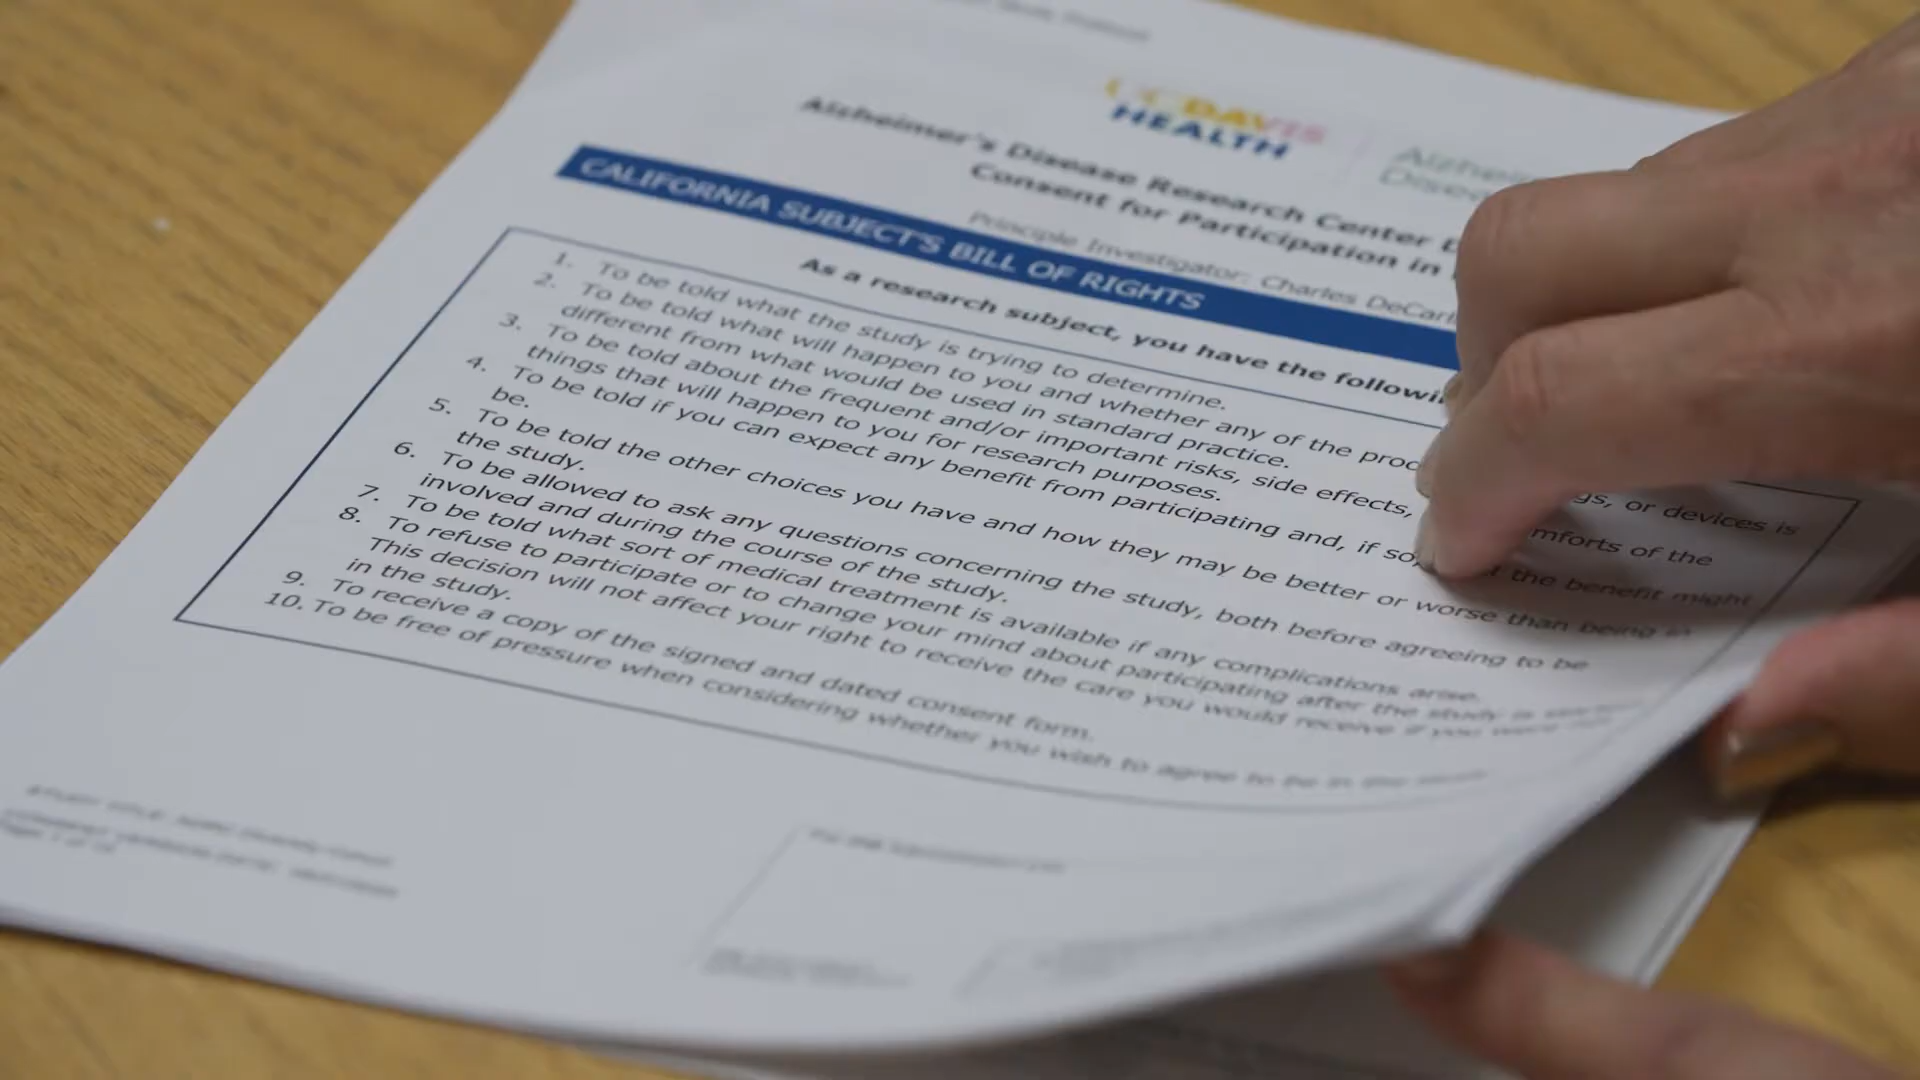 UC DAVIS
HEALTH
Alzheimer's Disease Research Center
Consent for Participation in
Principle Investigator: Charles
CALIFORNIA SUBJECT'S BILL OF RIGHTS
As a research subject, you have the
1. To be told what the study is trying to determine.
2. To be told what will happen to you and whether any of the or devices is
different from what would be used in standard practice.
3. To be told about the frequent and/or important risks, side effects, of the
things that will happen to you for research purposes.
4. To be told if you can expect any benefit from participating and, if so, the benefit might
be.
5. To be told the other choices you have and how they may be better or worse than being in
the study.
6. To be allowed to ask any questions concerning the study, both before agreeing to be
involved and during the course of the study.
7. To be told what sort of medical treatment is available if any complications arise.
8. To refuse to participate or to change your mind about participating after the study is
This decision will not affect your right to receive the care you would receive if you were
in the study.
9. To receive a copy of the signed and dated consent form.
10. To be free of pressure when considering whether you wish to agree to be in the